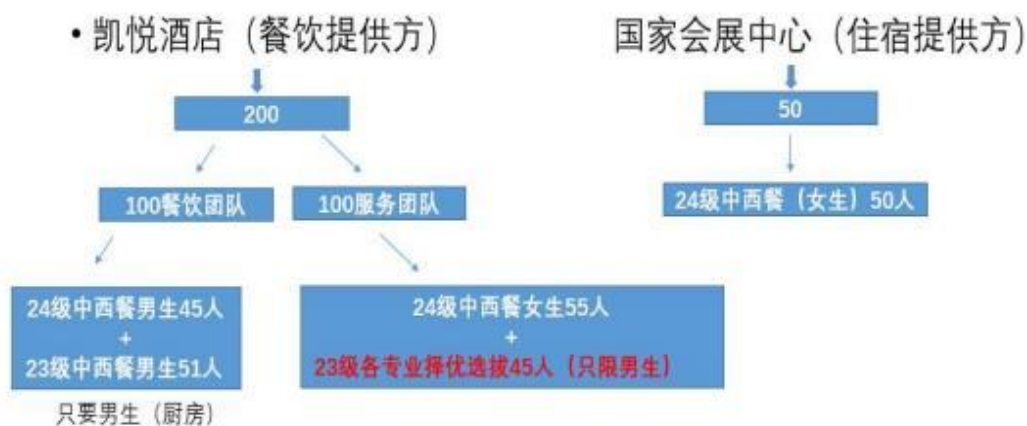 • 凯悦酒店（餐饮提供方）
国家会展中心（住宿提供方）
200
50
100餐饮团队
100服务团队
24级中西餐（女生）50人
24级中西餐男生45人
+
23级中西餐男生51人
24级中西餐女生55人
+
23级各专业择优选拔45人（只限男生）
只要男生（厨房）